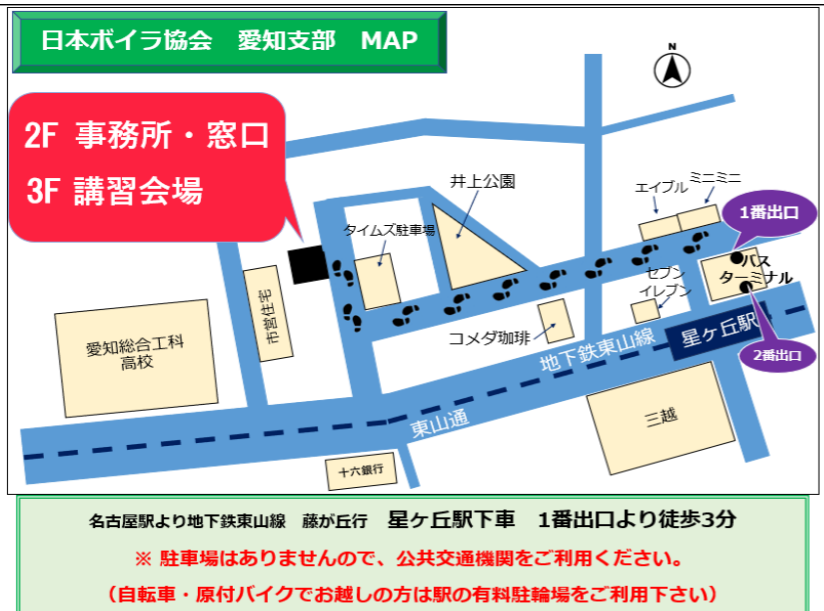 日本ボイラ協会 愛知支部 MAP
N
2F 事務所・窓口
3F 講習会場
井上公園
エイブル
ミニミニ
1番出口
タイムズ駐車場
バス
ターミナル
セブン
イレブン
市営住宅
愛知総合工科
高校
コメダ珈琲
地下鉄東山線
星ヶ丘駅
2番出口
東山通
三越
十六銀行
名古屋駅より地下鉄東山線 藤が丘行 星ヶ丘駅下車 1番出口より徒歩3分
※ 駐車場はありませんので、公共交通機関をご利用ください。
（自転車・原付バイクでお越しの方は駅の有料駐輪場をご利用下さい）